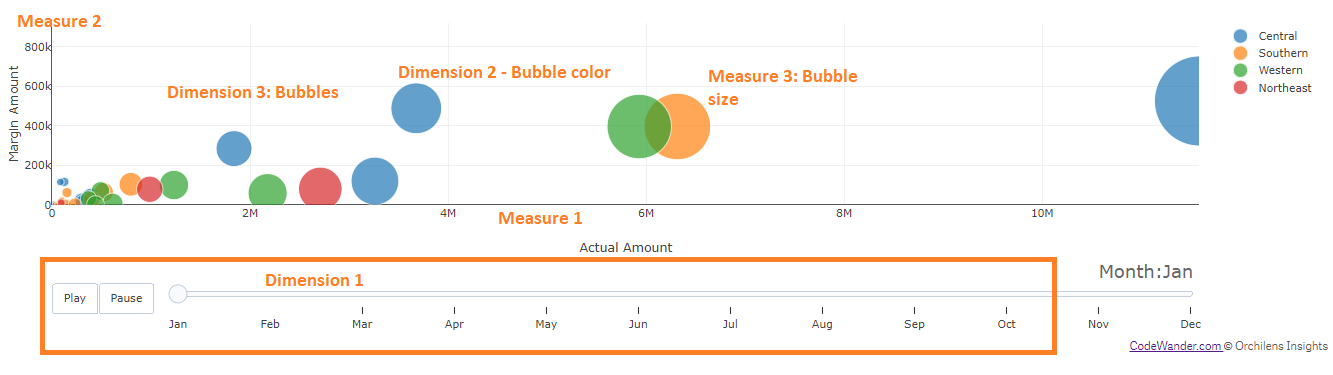 Measure 2
Margin Amount
800k
600k
400k
200k
0
Dimension 3: Bubbles
Dimension 2 - Bubble color
Measure 3: Bubble
size
Central
Southern
Western
Northeast
0 2M 4M 6M 8M 10M
Measure 1
Actual Amount
Dimension 1
Month:Jan
Play Pause
Jan Feb Mar Apr May Jun Jul Aug Sep Oct Nov Dec
CodeWander.com © Orchilens Insights